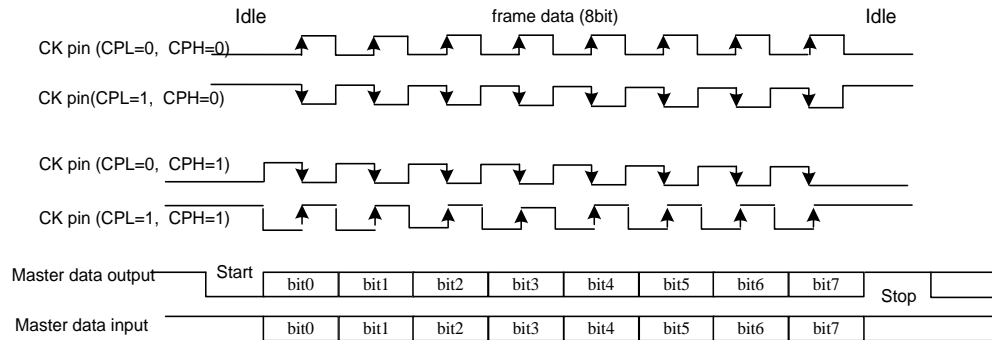 Idle frame data (8bit) Idle
CK pin (CPL=0, CPH=0)
CK pin(CPL=1, CPH=0)
CK pin (CPL=0, CPH=1)
CK pin (CPL=1, CPH=1)
Master data output Start bit0 bit1 bit2 bit3 bit4 bit5 bit6 bit7 Stop
Master data input bit0 bit1 bit2 bit3 bit4 bit5 bit6 bit7